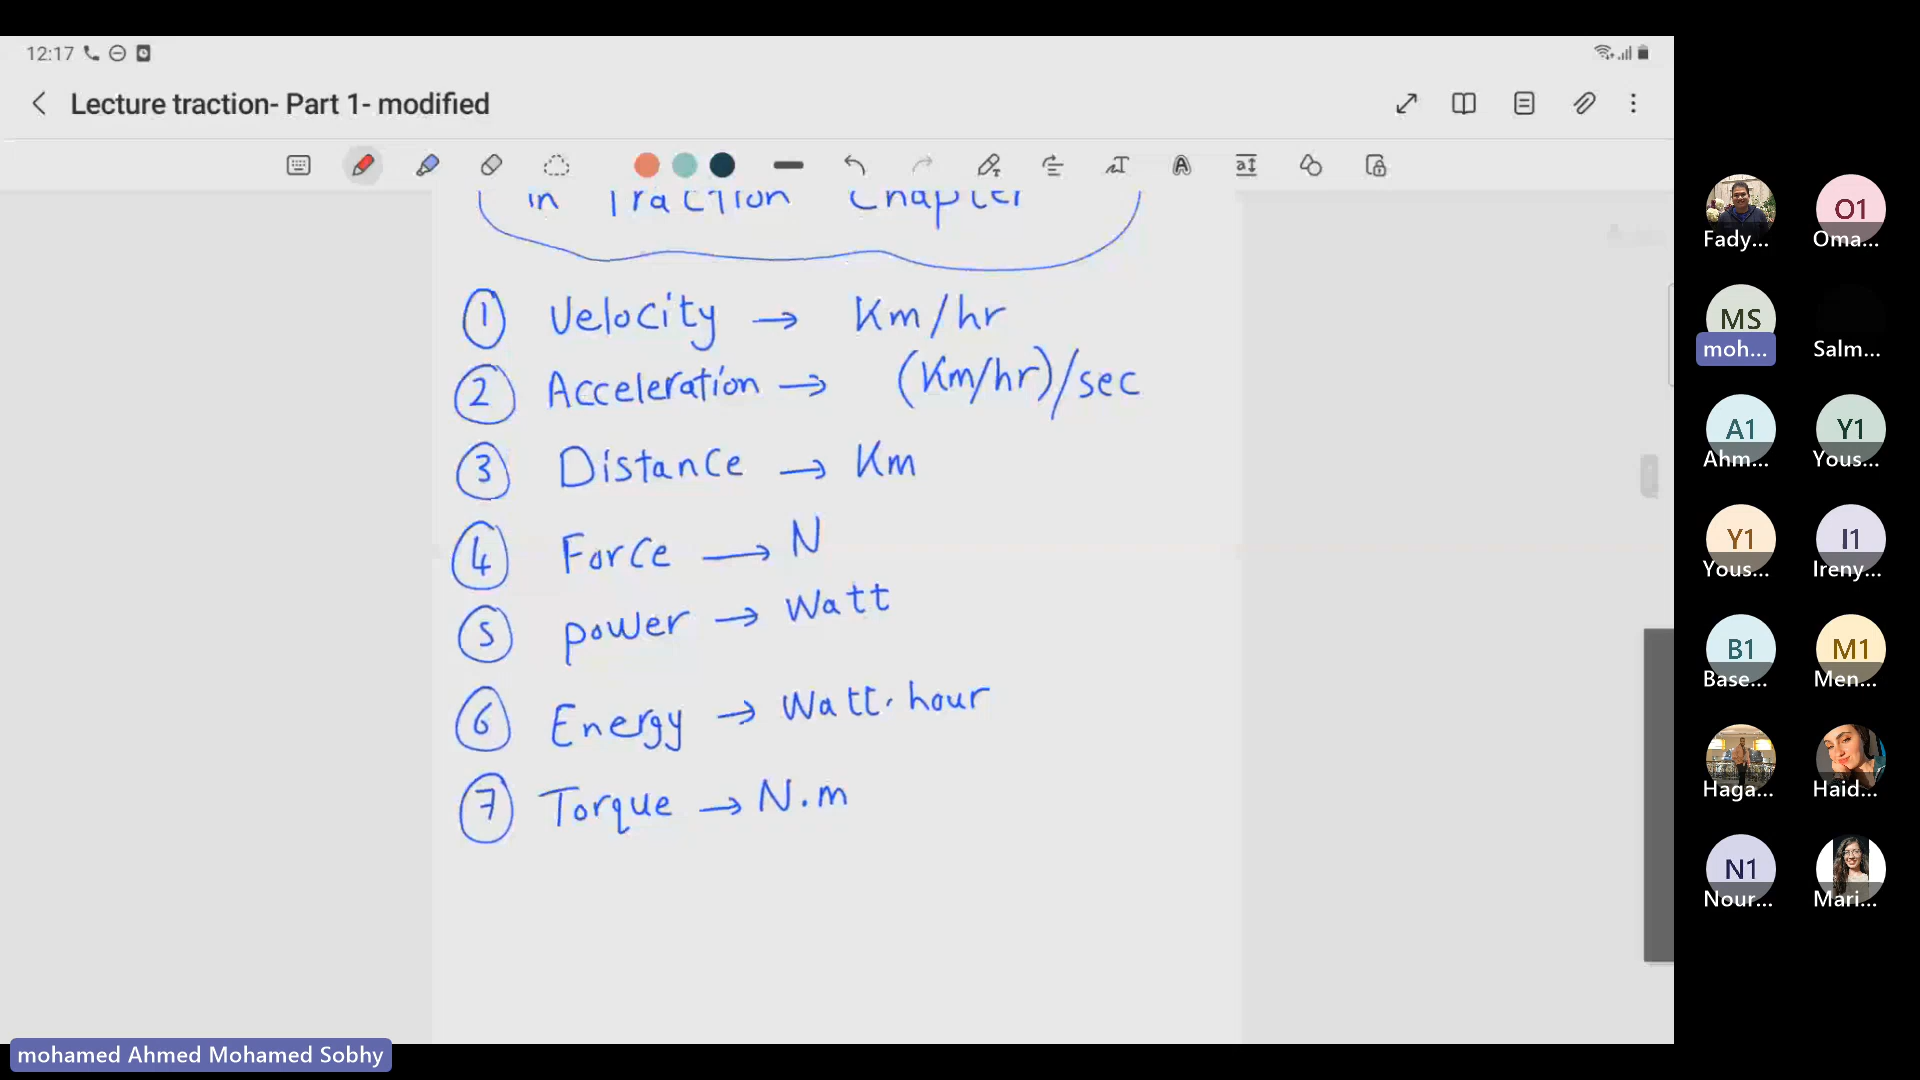 12:17
Lecture traction- Part 1- modified
in Traction Chapter
1 Velocity → Km/hr
2 Acceleration → (Km/hr)/sec
3 Distance → Km
4 Force → N
5 power → Watt
6 Energy → Watt.hour
7 Torque → N.m
Fady...
O1
Oma...
MS
moh...
Salm...
A1
Ahm...
Y1
Yous...
Y1
Yous...
I1
Ireny...
B1
Base...
M1
Men...
Haga...
Haid...
N1
Nour...
Mari...
mohamed Ahmed Mohamed Sobhy